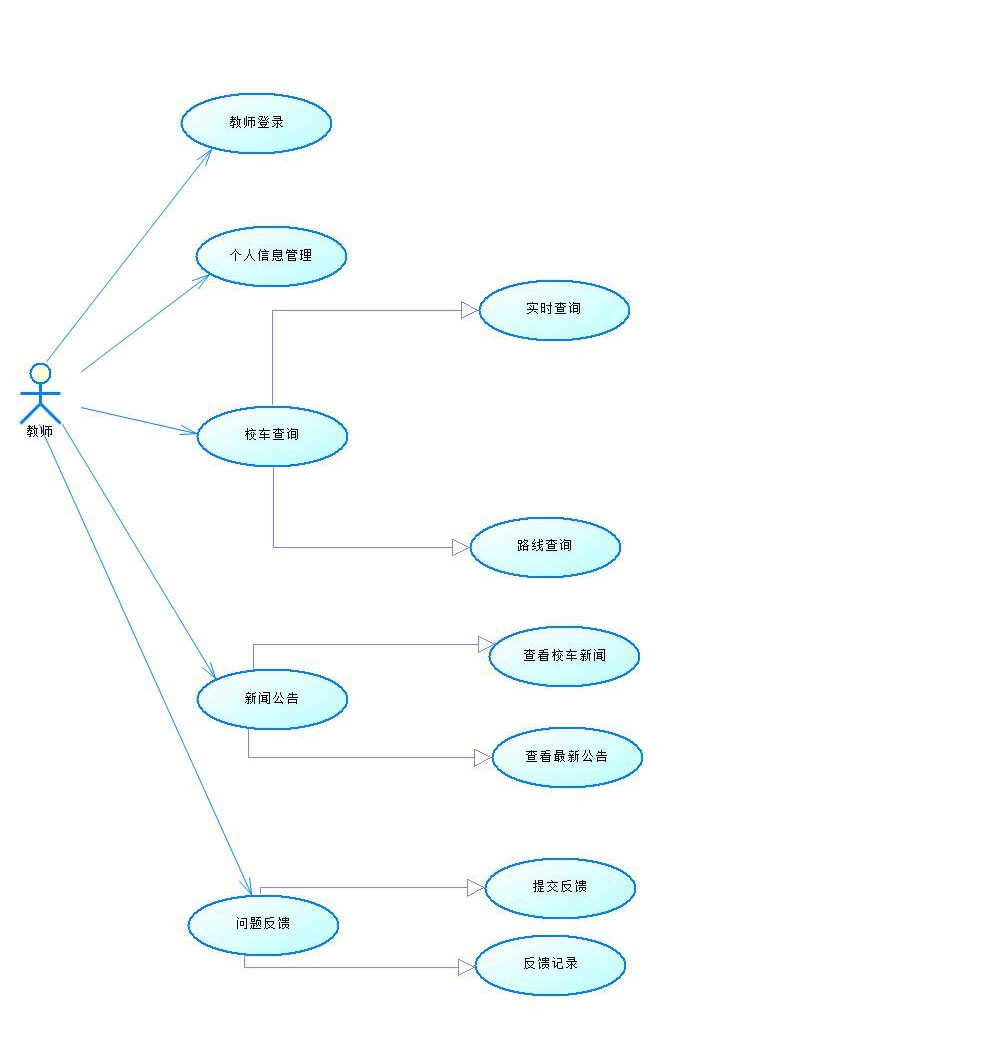 教师登录
个人信息管理
实时查询
教师
校车查询
路线查询
查看校车新闻
新闻公告
查看最新公告
提交反馈
问题反馈
反馈记录